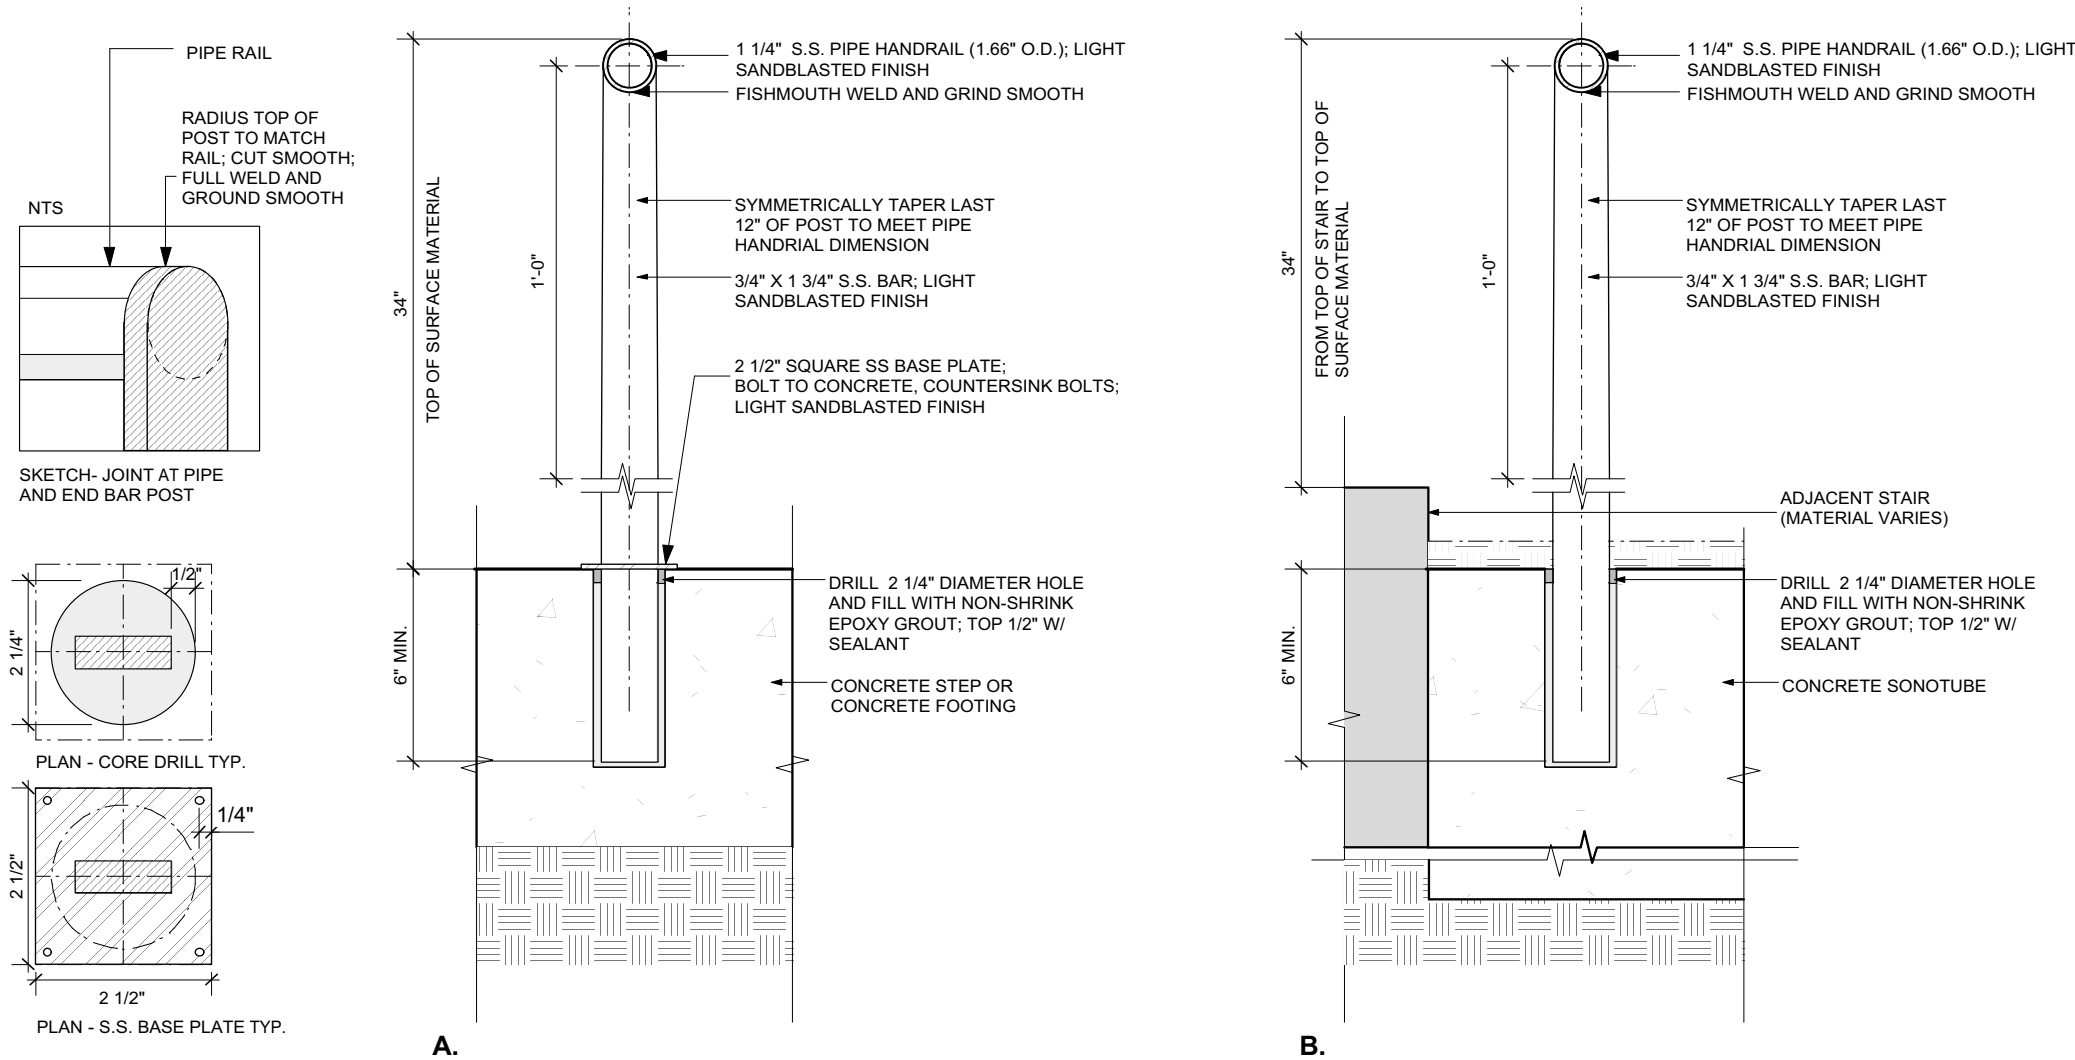 PIPE RAIL
RADIUS TOP OF
POST TO MATCH
RAIL; CUT SMOOTH;
FULL WELD AND
GROUND SMOOTH
NTS
SKETCH- JOINT AT PIPE
AND END BAR POST
1/2"
2 1/4"
PLAN - CORE DRILL TYP.
1/4"
2 1/2"
2 1/2"
PLAN - S.S. BASE PLATE TYP.
34"
TOP OF SURFACE MATERIAL
1'-0"
6" MIN.
1 1/4" S.S. PIPE HANDRAIL (1.66" O.D.); LIGHT
SANDBLASTED FINISH
FISHMOUTH WELD AND GRIND SMOOTH
SYMMETRICALLY TAPER LAST
12" OF POST TO MEET PIPE
HANDRIAL DIMENSION
3/4" X 1 3/4" S.S. BAR; LIGHT
SANDBLASTED FINISH
2 1/2" SQUARE SS BASE PLATE;
BOLT TO CONCRETE, COUNTERSINK BOLTS;
LIGHT SANDBLASTED FINISH
DRILL 2 1/4" DIAMETER HOLE
AND FILL WITH NON-SHRINK
EPOXY GROUT; TOP 1/2" W/
SEALANT
CONCRETE STEP OR
CONCRETE FOOTING
A.
34"
FROM TOP OF STAIR TO TOP OF
SURFACE MATERIAL
1'-0"
6" MIN.
1 1/4" S.S. PIPE HANDRAIL (1.66" O.D.); LIGHT
SANDBLASTED FINISH
FISHMOUTH WELD AND GRIND SMOOTH
SYMMETRICALLY TAPER LAST
12" OF POST TO MEET PIPE
HANDRIAL DIMENSION
3/4" X 1 3/4" S.S. BAR; LIGHT
SANDBLASTED FINISH
ADJACENT STAIR
(MATERIAL VARIES)
DRILL 2 1/4" DIAMETER HOLE
AND FILL WITH NON-SHRINK
EPOXY GROUT; TOP 1/2" W/
SEALANT
CONCRETE SONOTUBE
B.